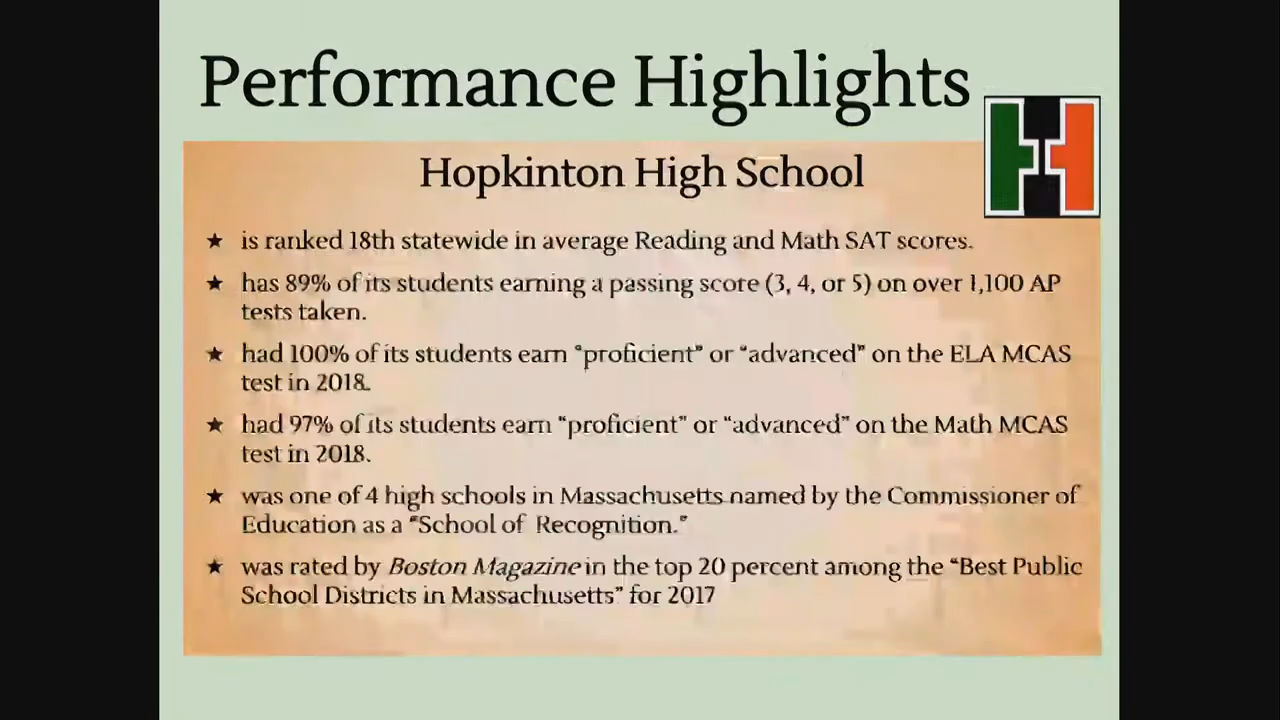 Performance Highlights
Hopkinton High School
★ is ranked 18th statewide in average Reading and Math SAT scores.
★ has 89% of its students earning a passing score (3, 4, or 5) on over 1,100 AP
tests taken.
★ had 100% of its students earn "proficient" or "advanced" on the ELA MCAS
test in 2018.
★ had 97% of its students earn "proficient" or "advanced" on the Math MCAS
test in 2018.
★ was one of 4 high schools in Massachusetts named by the Commissioner of
Education as a "School of Recognition."
★ was rated by Boston Magazine in the top 20 percent among the "Best Public
School Districts in Massachusetts" for 2017